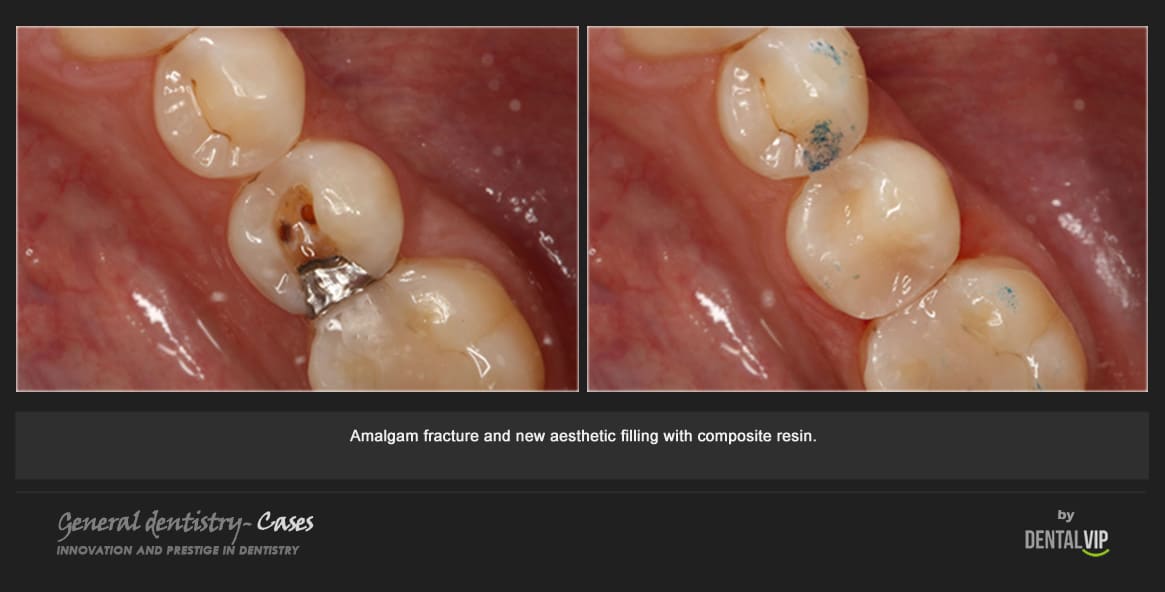 Amalgam fracture and new aesthetic filling with composite resin.
General dentistry- Cases
INNOVATION AND PRESTIGE IN DENTISTRY
by
DENTALVIP